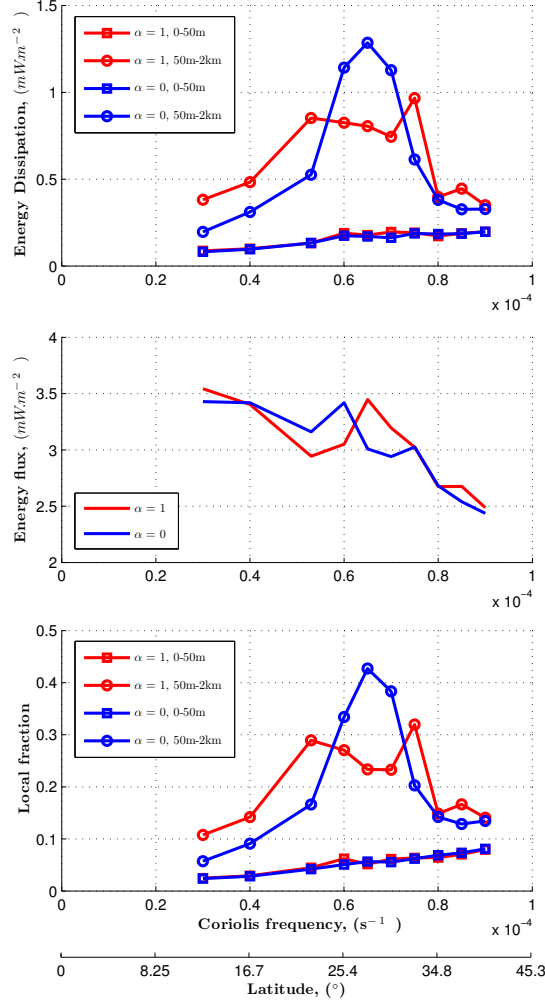 1.5
1
0.5
0
Energy Dissipation, (mW.m⁻²)
α = 1, 0-50m
α = 1, 50m-2km
α = 0, 0-50m
α = 0, 50m-2km
0 0.2 0.4 0.6 0.8 1
x 10⁻⁴
4
3.5
3
2.5
2
Energy flux, (mW.m⁻²)
α = 1
α = 0
0 0.2 0.4 0.6 0.8 1
x 10⁻⁴
0.5
0.4
0.3
0.2
0.1
0
Local fraction
α = 1, 0-50m
α = 1, 50m-2km
α = 0, 0-50m
α = 0, 50m-2km
0 0.2 0.4 0.6 0.8 1
Coriolis frequency, (s⁻¹)
x 10⁻⁴
0 8.25 16.7 25.4 34.8 45.3
Latitude, (°)